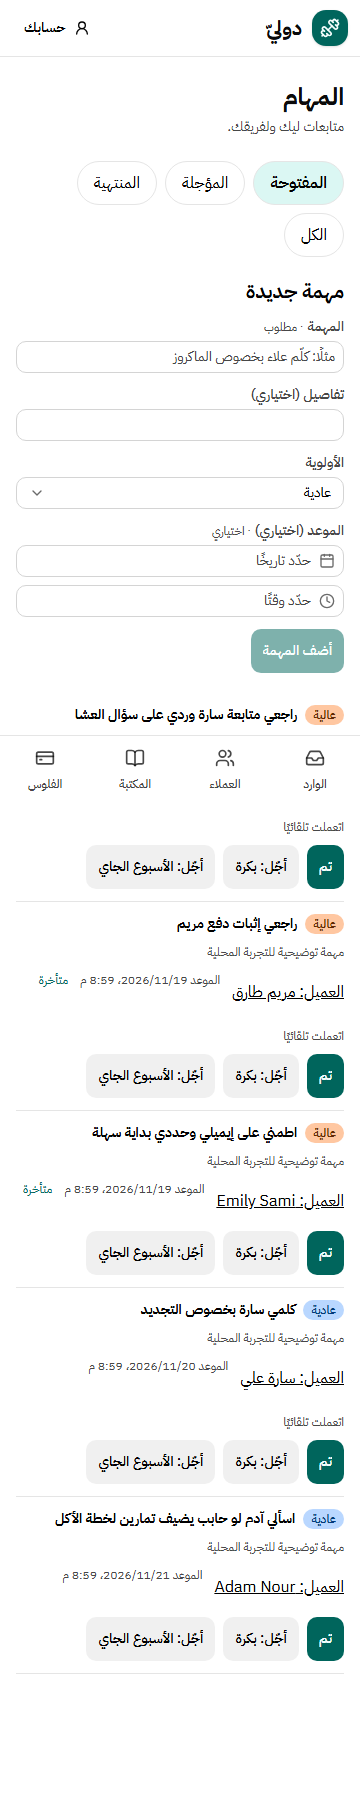 دوليّ
حسابك
المهام
متابعات ليك ولفريقك.
المفتوحة
المؤجلة
المنتهية
الكل
مهمة جديدة
المهمة · مطلوب
مثلًا: كلّم علاء بخصوص الماكروز
تفاصيل (اختياري)
الأولوية
عادية
الموعد (اختياري) · اختياري
حدّد تاريخًا
حدّد وقتًا
أضف المهمة
عالية راجعي متابعة سارة وردي على سؤال العشا
الوارد
العملاء
المكتبة
الفلوس
اتعملت تلقائيًا
تم
أجّل: بكرة
أجّل: الأسبوع الجاي
عالية راجعي إثبات دفع مريم
مهمة توضيحية للتجربة المحلية
العميل: مريم طارق الموعد 2026/11/19، 8:59 م متأخرة
اتعملت تلقائيًا
تم
أجّل: بكرة
أجّل: الأسبوع الجاي
عالية اطمني على إيميلي وحددي بداية سهلة
مهمة توضيحية للتجربة المحلية
العميل: Emily Sami الموعد 2026/11/19، 8:59 م متأخرة
تم
أجّل: بكرة
أجّل: الأسبوع الجاي
عادية كلمي سارة بخصوص التجديد
مهمة توضيحية للتجربة المحلية
العميل: سارة علي الموعد 2026/11/20، 8:59 م
اتعملت تلقائيًا
تم
أجّل: بكرة
أجّل: الأسبوع الجاي
عادية اسألي آدم لو حابب يضيف تمارين لخطة الأكل
مهمة توضيحية للتجربة المحلية
العميل: Adam Nour الموعد 2026/11/21، 8:59 م
تم
أجّل: بكرة
أجّل: الأسبوع الجاي